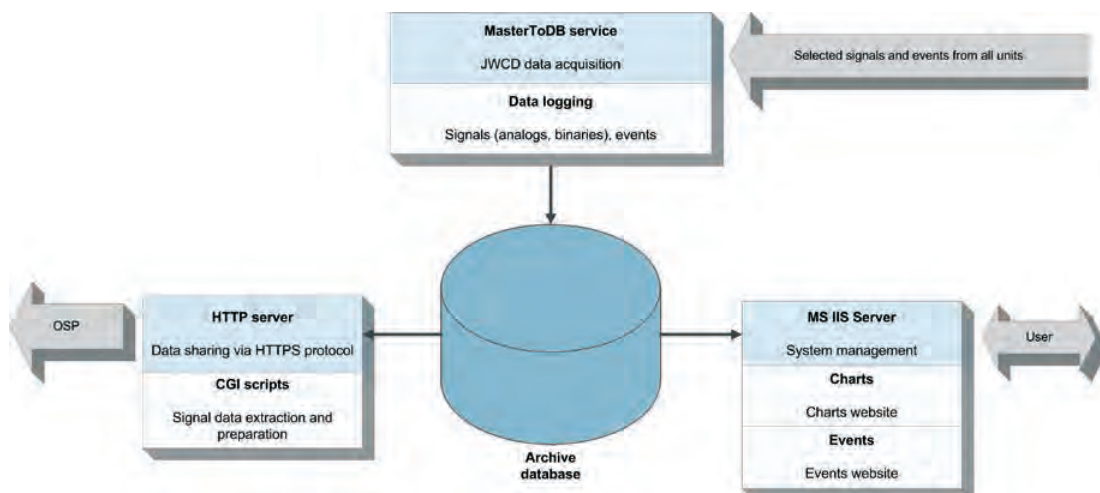 MasterToDB service
JWCD data acquisition
Data logging
Signals (analogs, binaries), events
Selected signals and events from all units
OSP
HTTP server
Data sharing via HTTPS protocol
CGI scripts
Signal data extraction and
preparation
Archive
database
MS IIS Server
System management
Charts
Charts website
Events
Events website
User